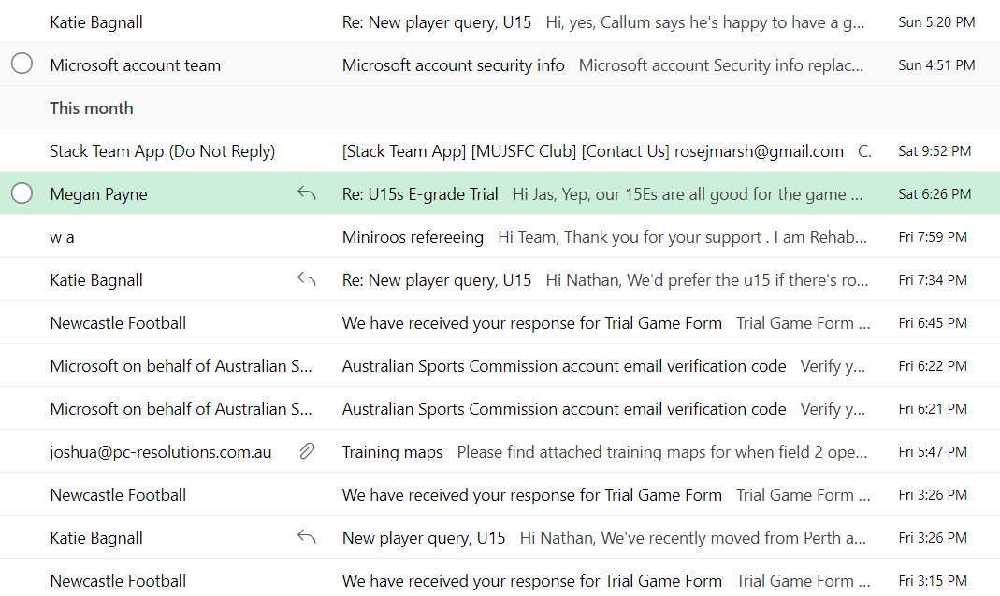 Katie Bagnall Re: New player query, U15 Hi, yes, Callum says he's happy to have a g... Sun 5:20 PM
Microsoft account team Microsoft account security info Microsoft account Security info replac... Sun 4:51 PM
This month
Stack Team App (Do Not Reply) [Stack Team App] [MUJSFC Club] [Contact Us] rosejmarsh@gmail.com C. Sat 9:52 PM
Megan Payne Re: U15s E-grade Trial Hi Jas, Yep, our 15Es are all good for the game ... Sat 6:26 PM
w a Miniroos refereeing Hi Team, Thank you for your support . I am Rehab... Fri 7:59 PM
Katie Bagnall Re: New player query, U15 Hi Nathan, We'd prefer the u15 if there's ro... Fri 7:34 PM
Newcastle Football We have received your response for Trial Game Form Trial Game Form ... Fri 6:45 PM
Microsoft on behalf of Australian S... Australian Sports Commission account email verification code Verify y... Fri 6:22 PM
Microsoft on behalf of Australian S... Australian Sports Commission account email verification code Verify y... Fri 6:21 PM
joshua@pc-resolutions.com.au Training maps Please find attached training maps for when field 2 ope... Fri 5:47 PM
Newcastle Football We have received your response for Trial Game Form Trial Game Form ... Fri 3:26 PM
Katie Bagnall New player query, U15 Hi Nathan, We've recently moved from Perth a... Fri 3:26 PM
Newcastle Football We have received your response for Trial Game Form Trial Game Form ... Fri 3:15 PM